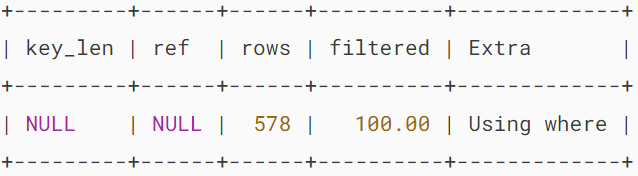 +---------+------+------+----------+-------------+
| key_len | ref  | rows | filtered | Extra       |
+---------+------+------+----------+-------------+
| NULL    | NULL |  578 |   100.00 | Using where |
+---------+------+------+----------+-------------+